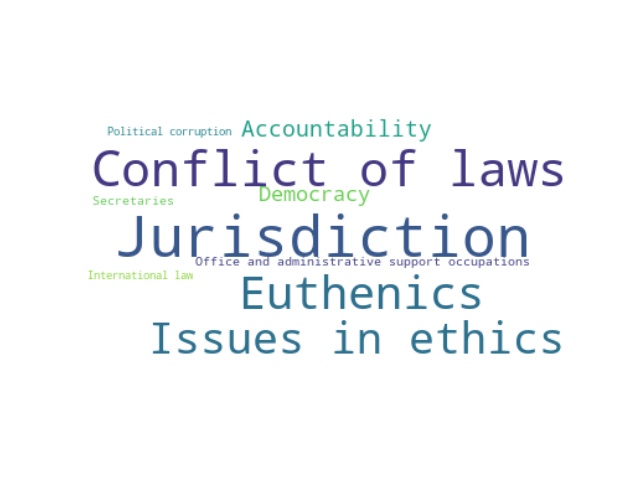 Political corruption
Accountability
Conflict of laws
Democracy
Secretaries
Jurisdiction
Office and administrative support occupations
International law
Euthenics
Issues in ethics